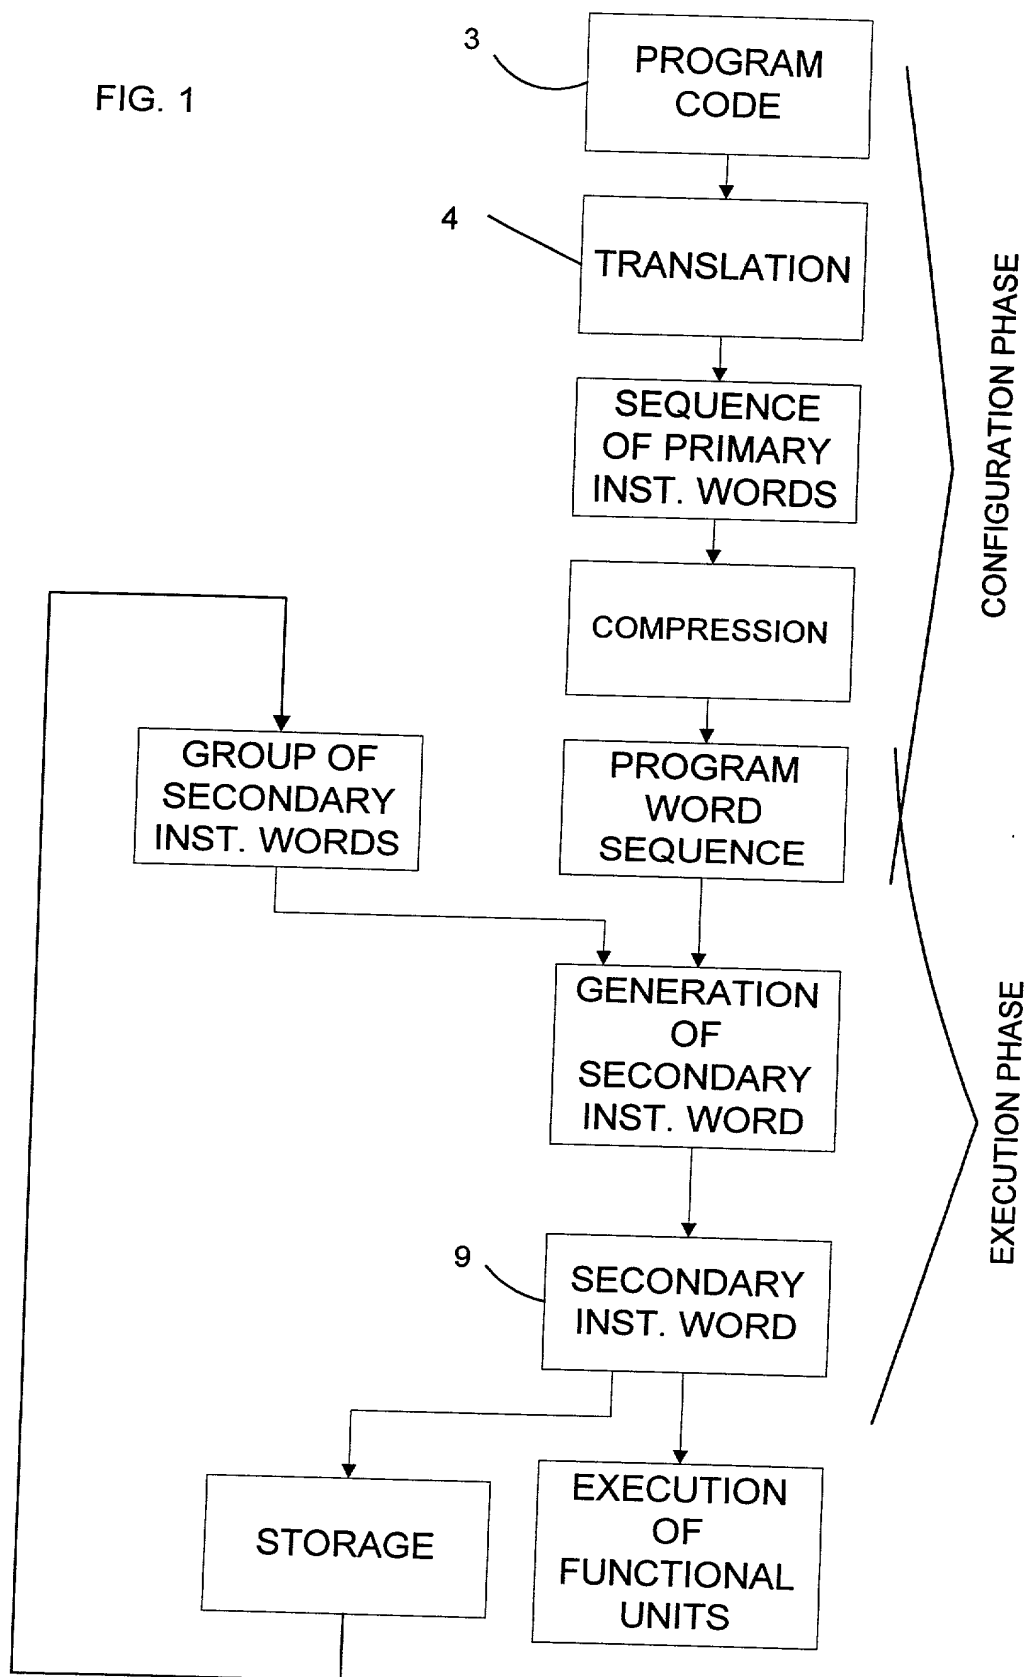 FIG. 1
3
PROGRAM
CODE
4
TRANSLATION
SEQUENCE
OF PRIMARY
INST. WORDS
COMPRESSION
CONFIGURATION PHASE
GROUP OF
SECONDARY
INST. WORDS
PROGRAM
WORD
SEQUENCE
GENERATION
OF
SECONDARY
INST. WORD
EXECUTION PHASE
9
SECONDARY
INST. WORD
STORAGE
EXECUTION
OF
FUNCTIONAL
UNITS